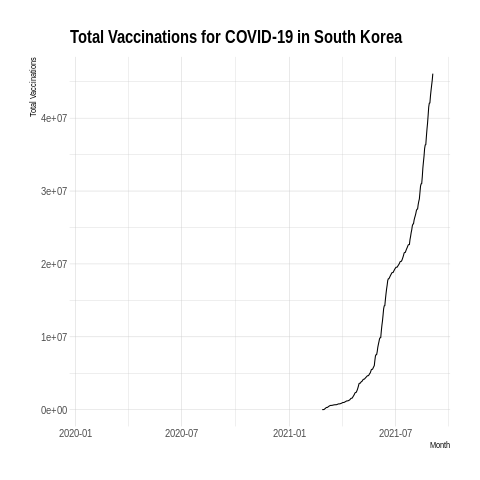 Total Vaccinations for COVID-19 in South Korea
Total Vaccinations
4e+07
3e+07
2e+07
1e+07
0e+00
2020-01 2020-07 2021-01 2021-07
Month